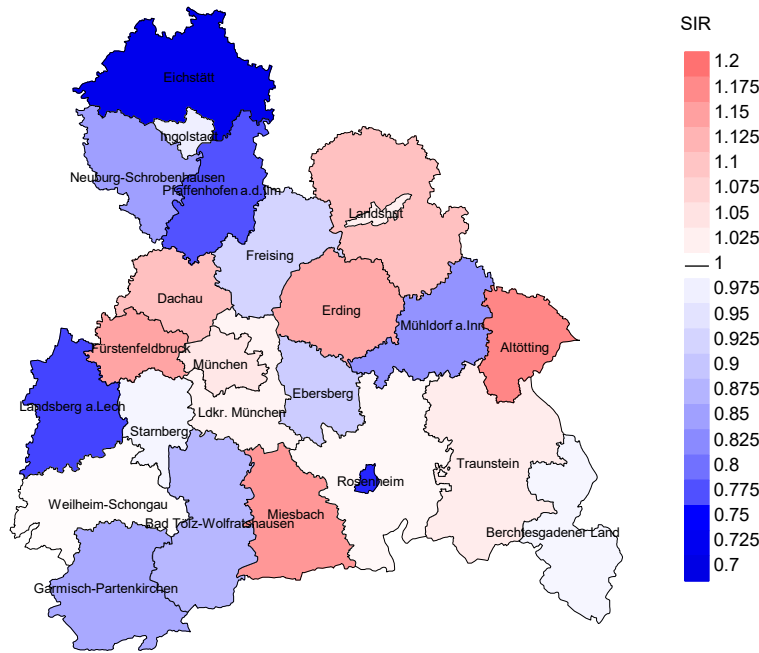 SIR
1.2
1.175
1.15
1.125
1.1
1.075
1.05
1.025
1
0.975
0.95
0.925
0.9
0.875
0.85
0.825
0.8
0.775
0.75
0.725
0.7
Eichstätt
Ingolstadt
Neuburg-Schrobenhausen
Pfaffenhofen a.d.Ilm
Landshut
Freising
Dachau
Erding
Mühldorf a.Inn
Fürstenfeldbruck
Altötting
München
Ebersberg
Landsberg a.Lech
Ldkr. München
Starnberg
Traunstein
Rosenheim
Weilheim-Schongau
Miesbach
Bad Tölz-Wolfratshausen
Berchtesgadener Land
Garmisch-Partenkirchen